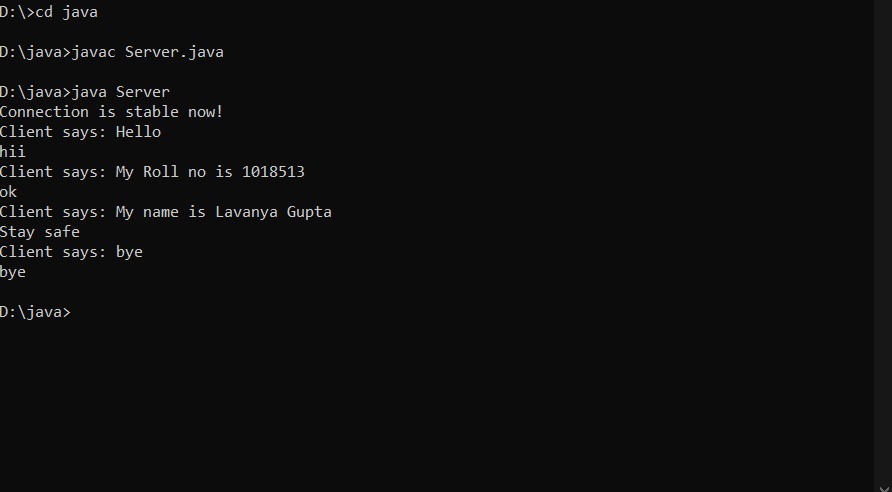 D:\>cd java
D:\java>javac Server.java
D:\java>java Server
Connection is stable now!
Client says: Hello
hii
Client says: My Roll no is 1018513
ok
Client says: My name is Lavanya Gupta
Stay safe
Client says: bye
bye
D:\java>